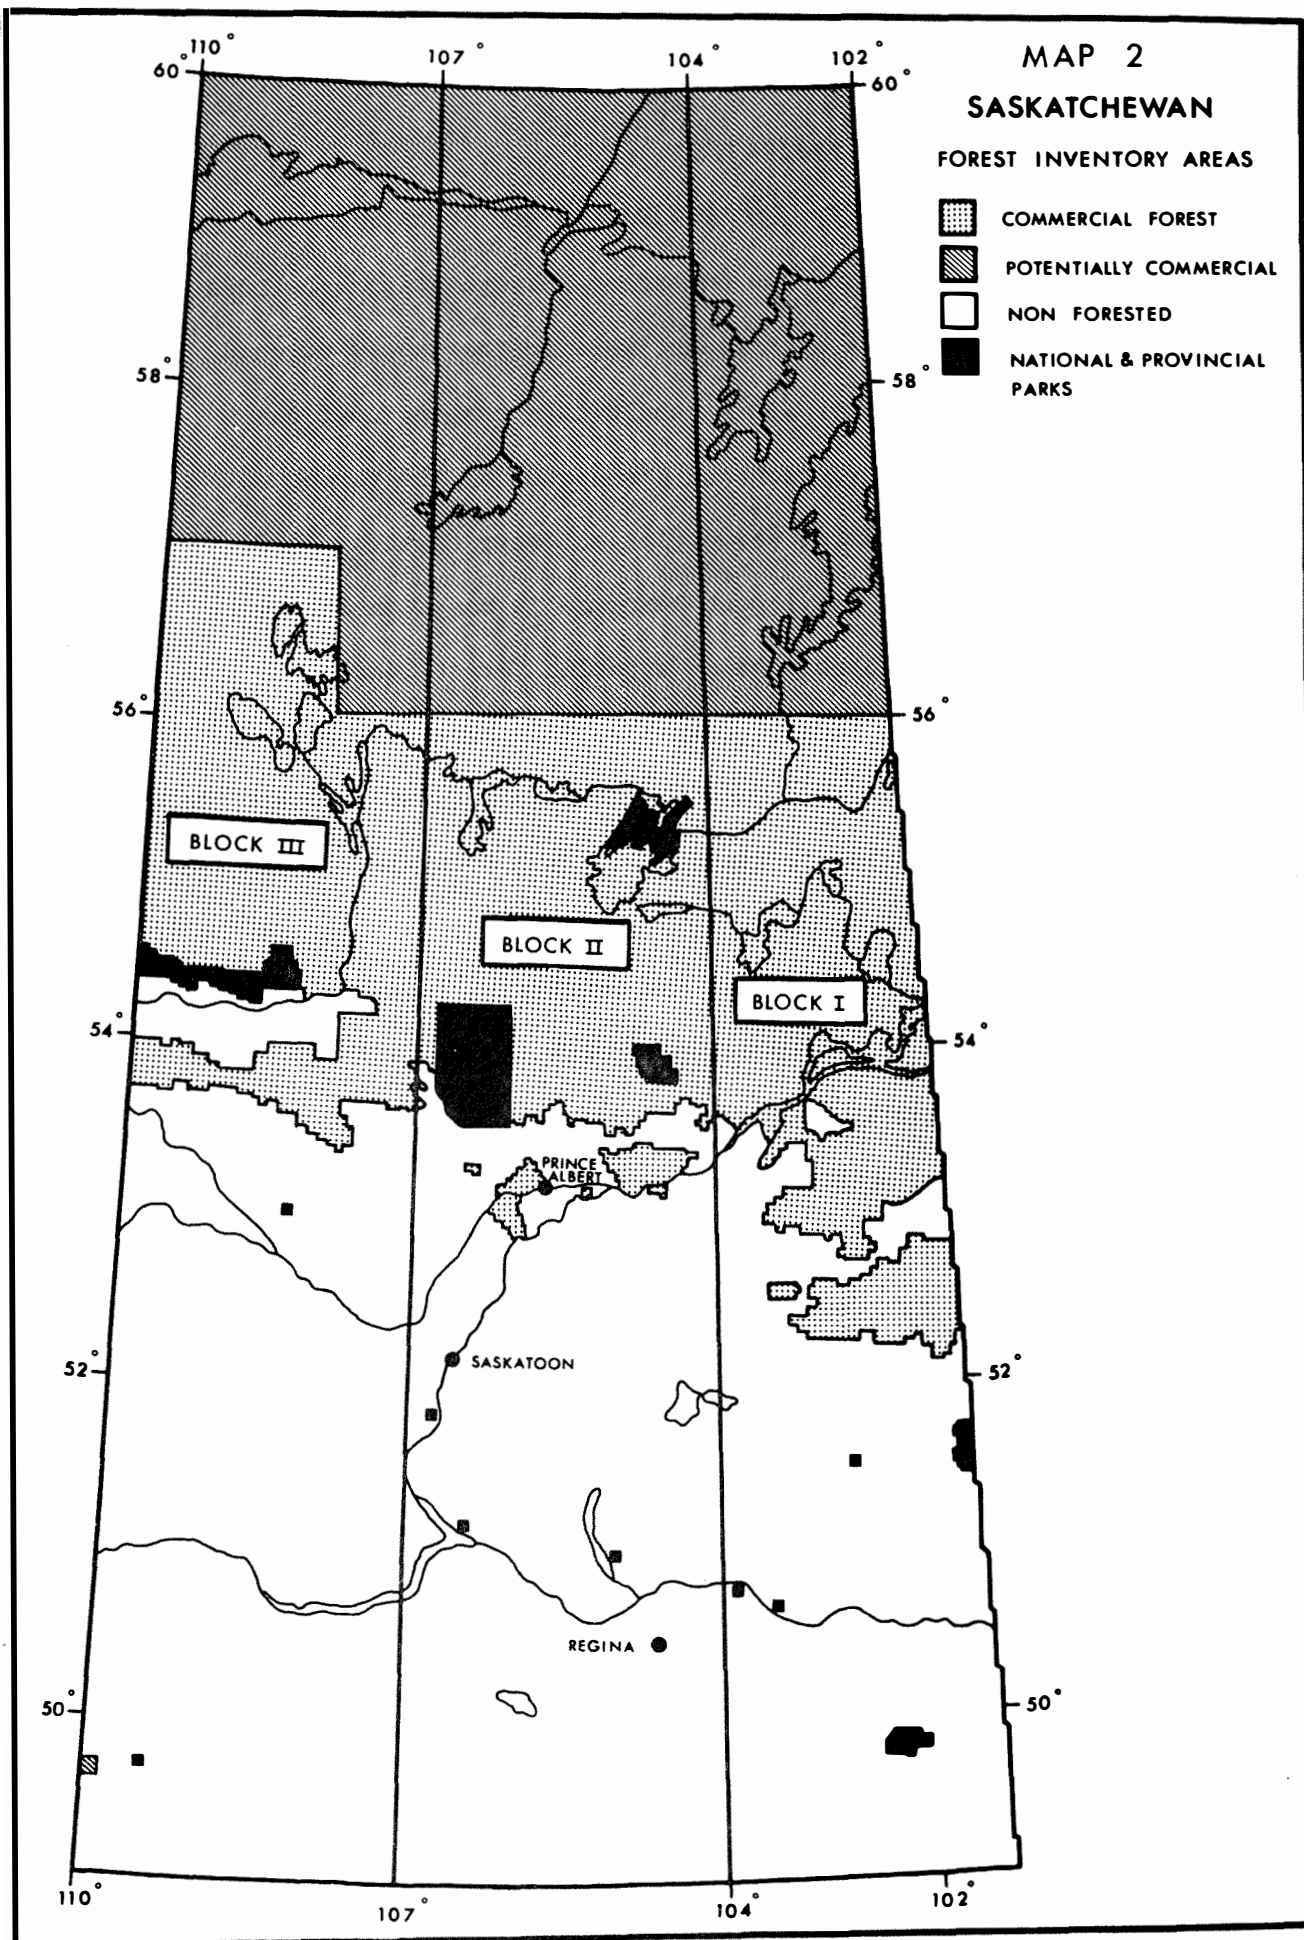 110°
107°
104°
102°
60°
60°
MAP 2
SASKATCHEWAN
FOREST INVENTORY AREAS
COMMERCIAL FOREST
POTENTIALLY COMMERCIAL
NON FORESTED
NATIONAL & PROVINCIAL
PARKS
58°
58°
56°
56°
BLOCK III
BLOCK II
BLOCK I
54°
54°
PRINCE
ALBERT
52°
SASKATOON
52°
REGINA
50°
50°
110°
107°
104°
102°